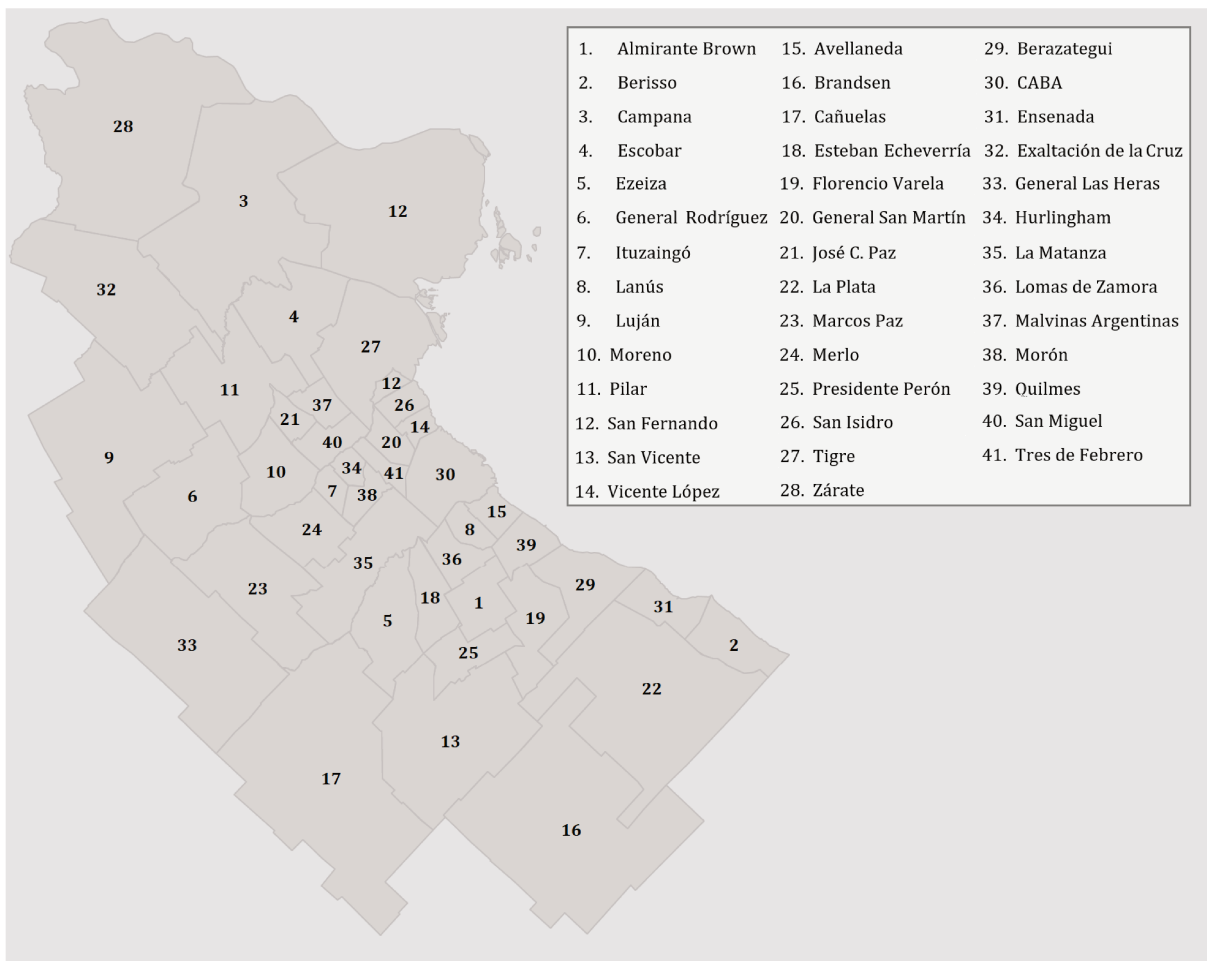 1. Almirante Brown
2. Berisso
3. Campana
4. Escobar
5. Ezeiza
6. General Rodríguez
7. Ituzaingó
8. Lanús
9. Luján
10. Moreno
11. Pilar
12. San Fernando
13. San Vicente
14. Vicente López
15. Avellaneda
16. Brandsen
17. Cañuelas
18. Esteban Echeverría
19. Florencio Varela
20. General San Martín
21. José C. Paz
22. La Plata
23. Marcos Paz
24. Merlo
25. Presidente Perón
26. San Isidro
27. Tigre
28. Zárate
29. Berazategui
30. CABA
31. Ensenada
32. Exaltación de la Cruz
33. General Las Heras
34. Hurlingham
35. La Matanza
36. Lomas de Zamora
37. Malvinas Argentinas
38. Morón
39. Quilmes
40. San Miguel
41. Tres de Febrero
28
3
12
32
4
27
11
12
37
26
21
14
40
20
9
10
34
41
30
6
7
38
15
24
8
39
35
36
23
29
18
1
31
5
19
33
25
2
22
13
17
16